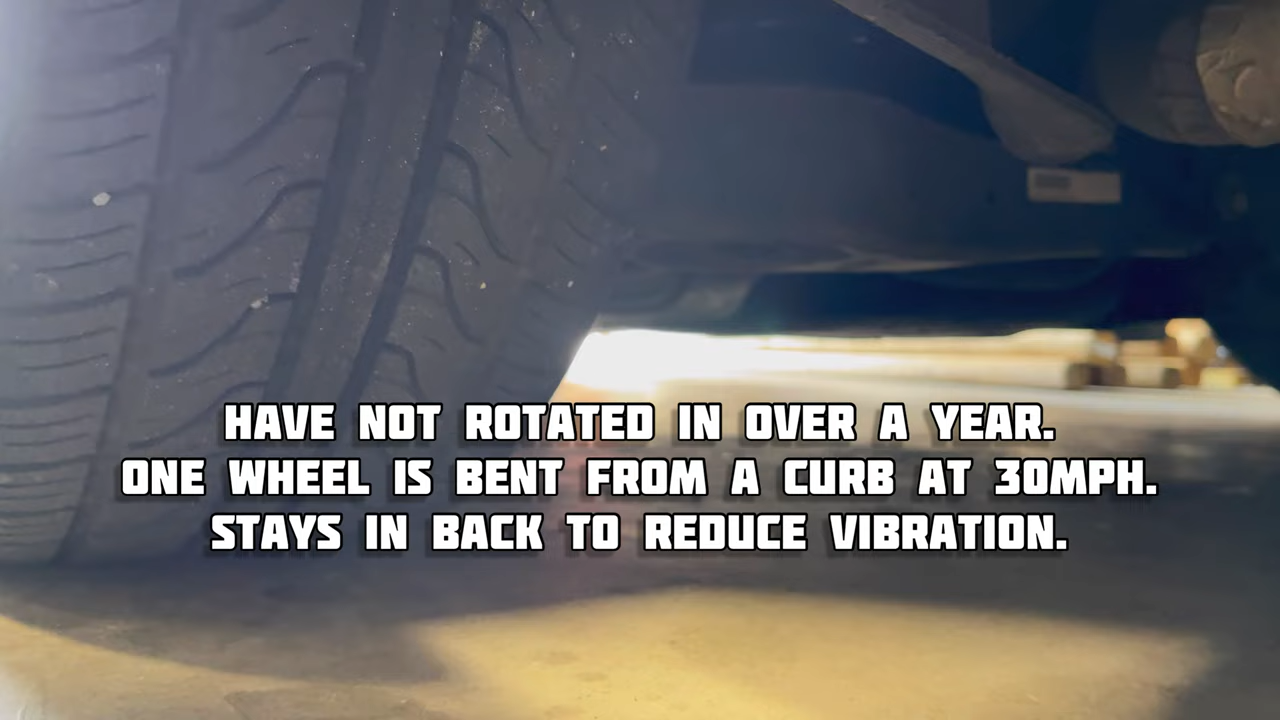 HAVE NOT ROTATED IN OVER A YEAR.
ONE WHEEL IS BENT FROM A CURB AT 30MPH.
STAYS IN BACK TO REDUCE VIBRATION.